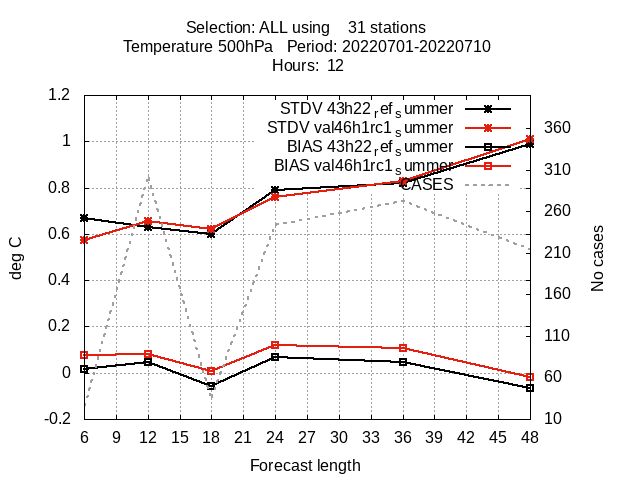 Selection: ALL using    31 stations
Temperature 500hPa   Period: 20220701-20220710
Hours:  12
STDV 43h22_ref_summer
STDV val46h1rc1_summer
BIAS 43h22_ref_summer
BIAS val46h1rc1_summer
CASES
1.2
1
0.8
0.6
0.4
0.2
0
-0.2
deg C
360
310
260
210
160
110
60
10
No cases
6 9 12 15 18 21 24 27 30 33 36 39 42 45 48
Forecast length